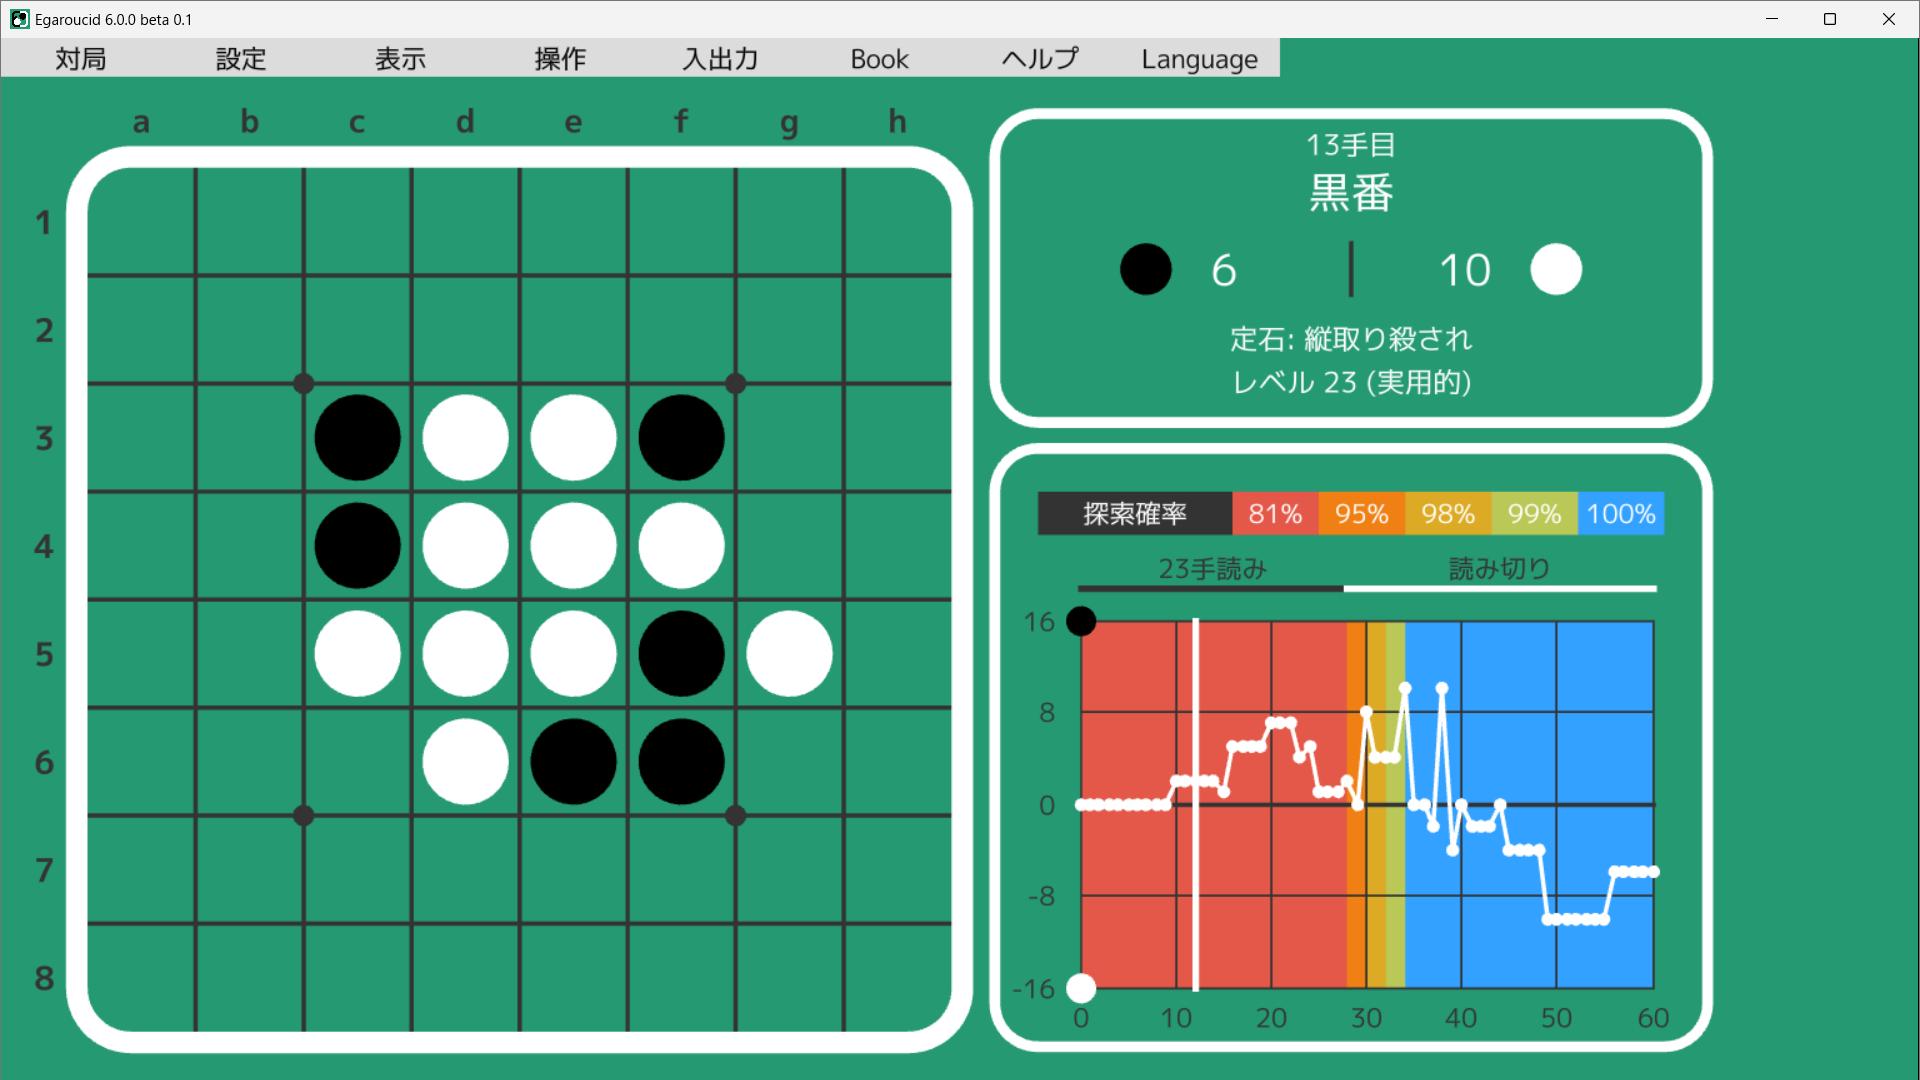 Egaroucid 6.0.0 beta 0.1
対局 設定 表示 操作 入出力 Book ヘルプ Language
a b c d e f g h
1
2
3
4
5
6
7
8
13手目
黒番
6 10
定石: 縦取り殺され
レベル 23 (実用的)
探索確率 81% 95% 98% 99% 100%
23手読み 読み切り
16
8
0
-8
-16
0 10 20 30 40 50 60